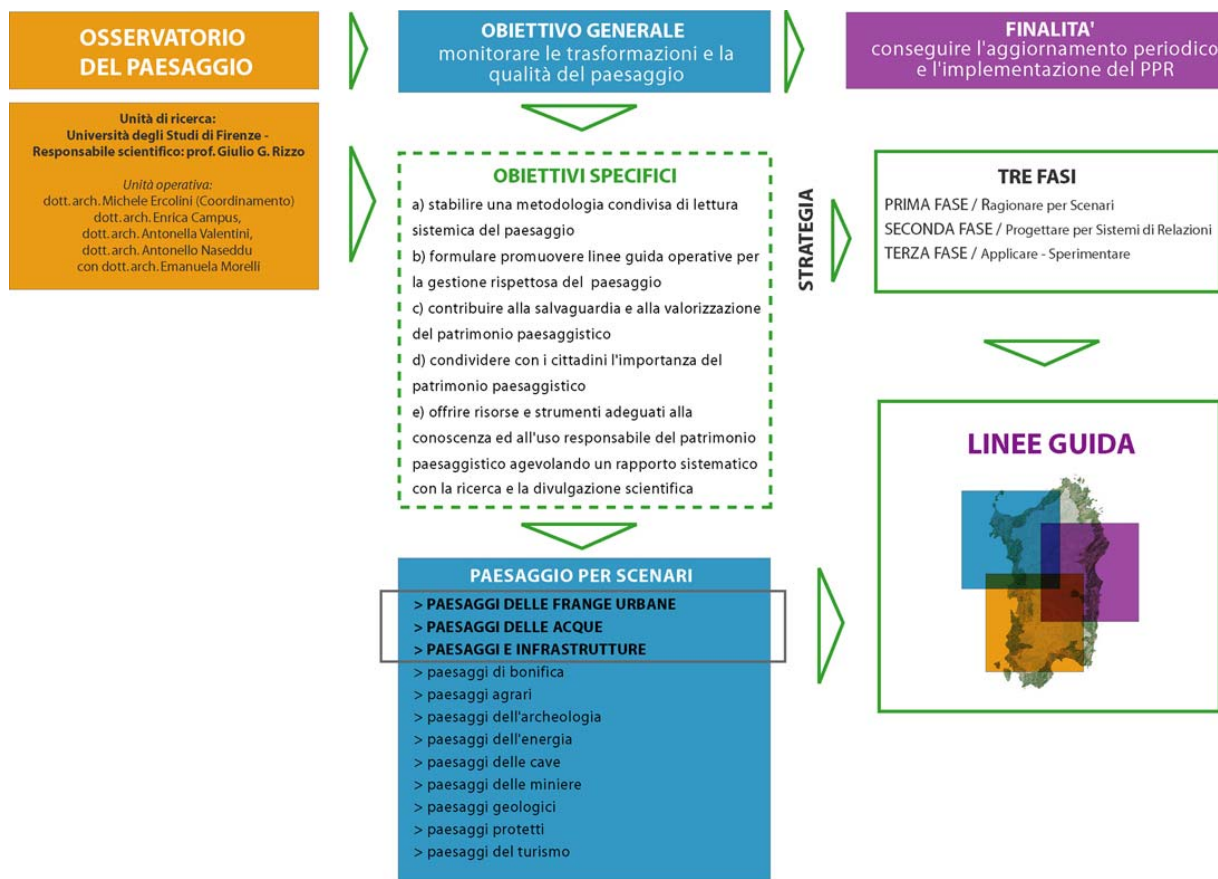 OSSERVATORIO
DEL PAESAGGIO
OBIETTIVO GENERALE
monitorare le trasformazioni e la
qualità del paesaggio
FINALITA'
conseguire l'aggiornamento periodico
e l'implementazione del PPR
Unità di ricerca:
Università degli Studi di Firenze -
Responsabile scientifico: prof. Giulio G. Rizzo
Unità operativa:
dott. arch. Michele Ercolini (Coordinamento)
dott. arch. Enrica Campus,
dott. arch. Antonella Valentini,
dott. arch. Antonello Naseddu
con dott. arch. Emanuela Morelli
OBIETTIVI SPECIFICI
a) stabilire una metodologia condivisa di lettura
sistemica del paesaggio
b) formulare promuovere linee guida operative per
la gestione rispettosa del paesaggio
c) contribuire alla salvaguardia e alla valorizzazione
del patrimonio paesaggistico
d) condividere con i cittadini l'importanza del
patrimonio paesaggistico
e) offrire risorse e strumenti adeguati alla
conoscenza ed all'uso responsabile del patrimonio
paesaggistico agevolando un rapporto sistematico
con la ricerca e la divulgazione scientifica
STRATEGIA
TRE FASI
PRIMA FASE / Ragionare per Scenari
SECONDA FASE / Progettare per Sistemi di Relazioni
TERZA FASE / Applicare - Sperimentare
PAESAGGIO PER SCENARI
> PAESAGGI DELLE FRANGE URBANE
> PAESAGGI DELLE ACQUE
> PAESAGGI E INFRASTRUTTURE
> paesaggi di bonifica
> paesaggi agrari
> paesaggi dell'archeologia
> paesaggi dell'energia
> paesaggi delle cave
> paesaggi delle miniere
> paesaggi geologici
> paesaggi protetti
> paesaggi del turismo
LINEE GUIDA